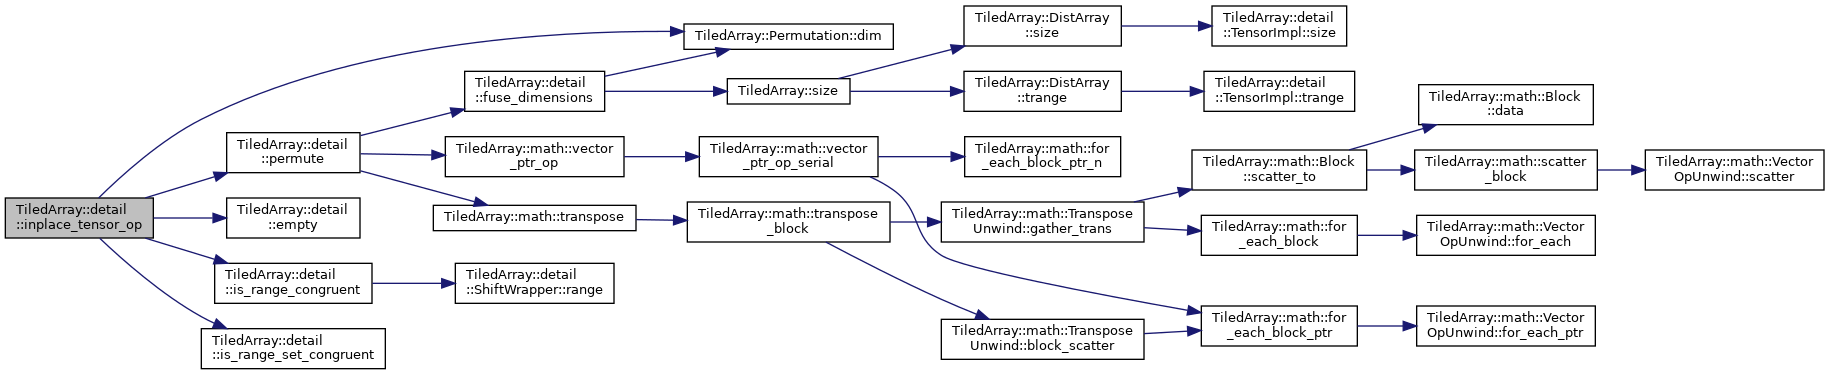 TiledArray::detail
::inplace_tensor_op
TiledArray::Permutation::dim
TiledArray::detail
::permute
TiledArray::detail
::fuse_dimensions
TiledArray::size
TiledArray::DistArray
::size
TiledArray::detail
::TensorImpl::size
TiledArray::DistArray
::trange
TiledArray::detail
::TensorImpl::trange
TiledArray::math::vector
_ptr_op
TiledArray::math::vector
_ptr_op_serial
TiledArray::math::for
_each_block_ptr_n
TiledArray::math::transpose
TiledArray::math::transpose
_block
TiledArray::math::Transpose
Unwind::gather_trans
TiledArray::math::Block
::scatter_to
TiledArray::math::Block
::data
TiledArray::math::scatter
_block
TiledArray::math::Vector
OpUnwind::scatter
TiledArray::math::for
_each_block
TiledArray::math::Vector
OpUnwind::for_each
TiledArray::math::Transpose
Unwind::block_scatter
TiledArray::math::for
_each_block_ptr
TiledArray::math::Vector
OpUnwind::for_each_ptr
TiledArray::detail
::empty
TiledArray::detail
::is_range_congruent
TiledArray::detail
::ShiftWrapper::range
TiledArray::detail
::is_range_set_congruent